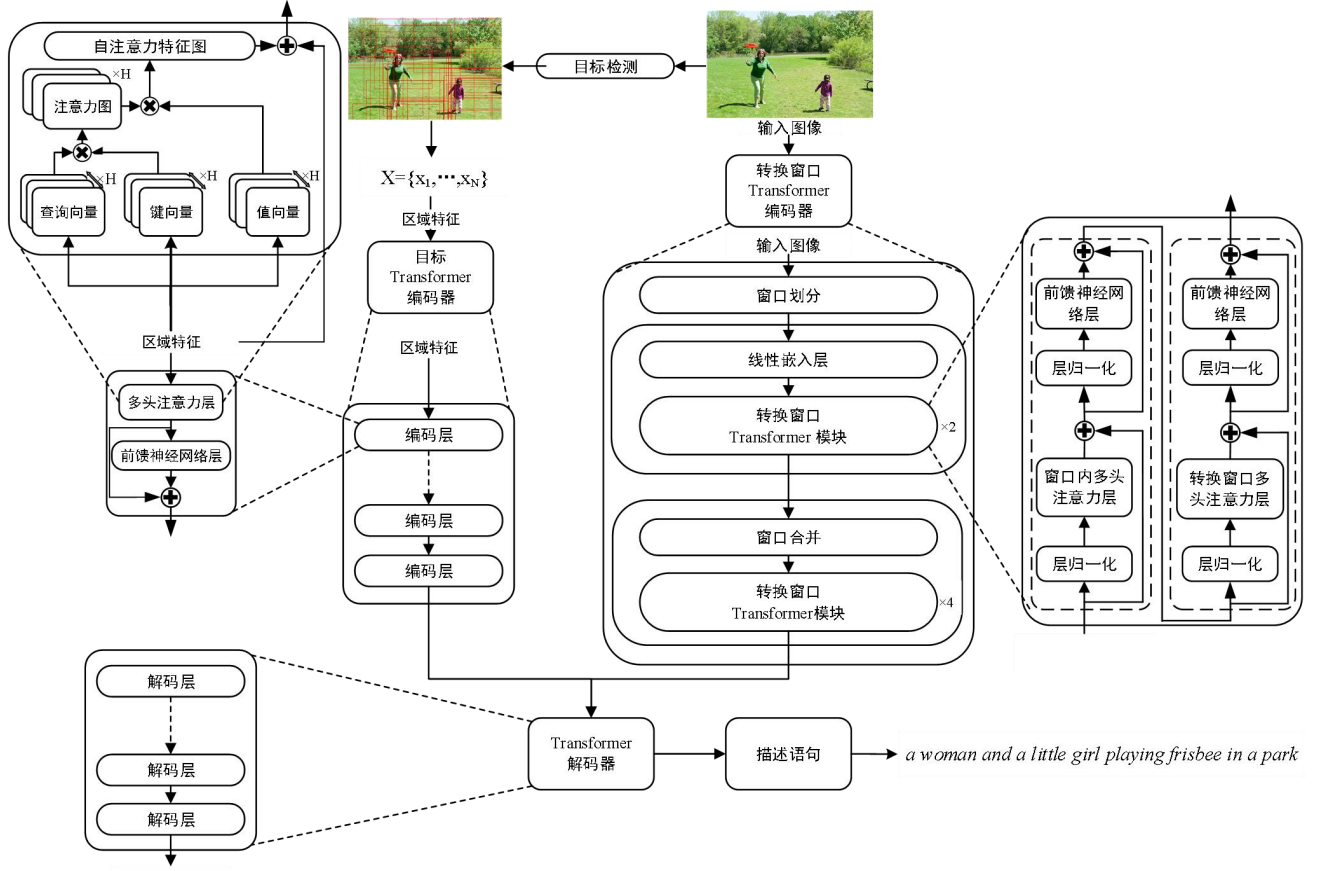 自注意力特征图
×H
注意力图
×H
查询向量
×H
键向量
×H
值向量
区域特征
多头注意力层
前馈神经网络层
目标检测
X={x₁,⋯,x_N}
区域特征
目标
Transformer
编码器
区域特征
编码层
编码层
编码层
输入图像
转换窗口
Transformer
编码器
输入图像
窗口划分
线性嵌入层
转换窗口
Transformer 模块
×2
窗口合并
转换窗口
Transformer模块
×4
前馈神经网
络层
层归一化
窗口内多头
注意力层
层归一化
前馈神经网
络层
层归一化
转换窗口多
头注意力层
层归一化
解码层
解码层
解码层
Transformer
解码器
描述语句
a woman and a little girl playing frisbee in a park